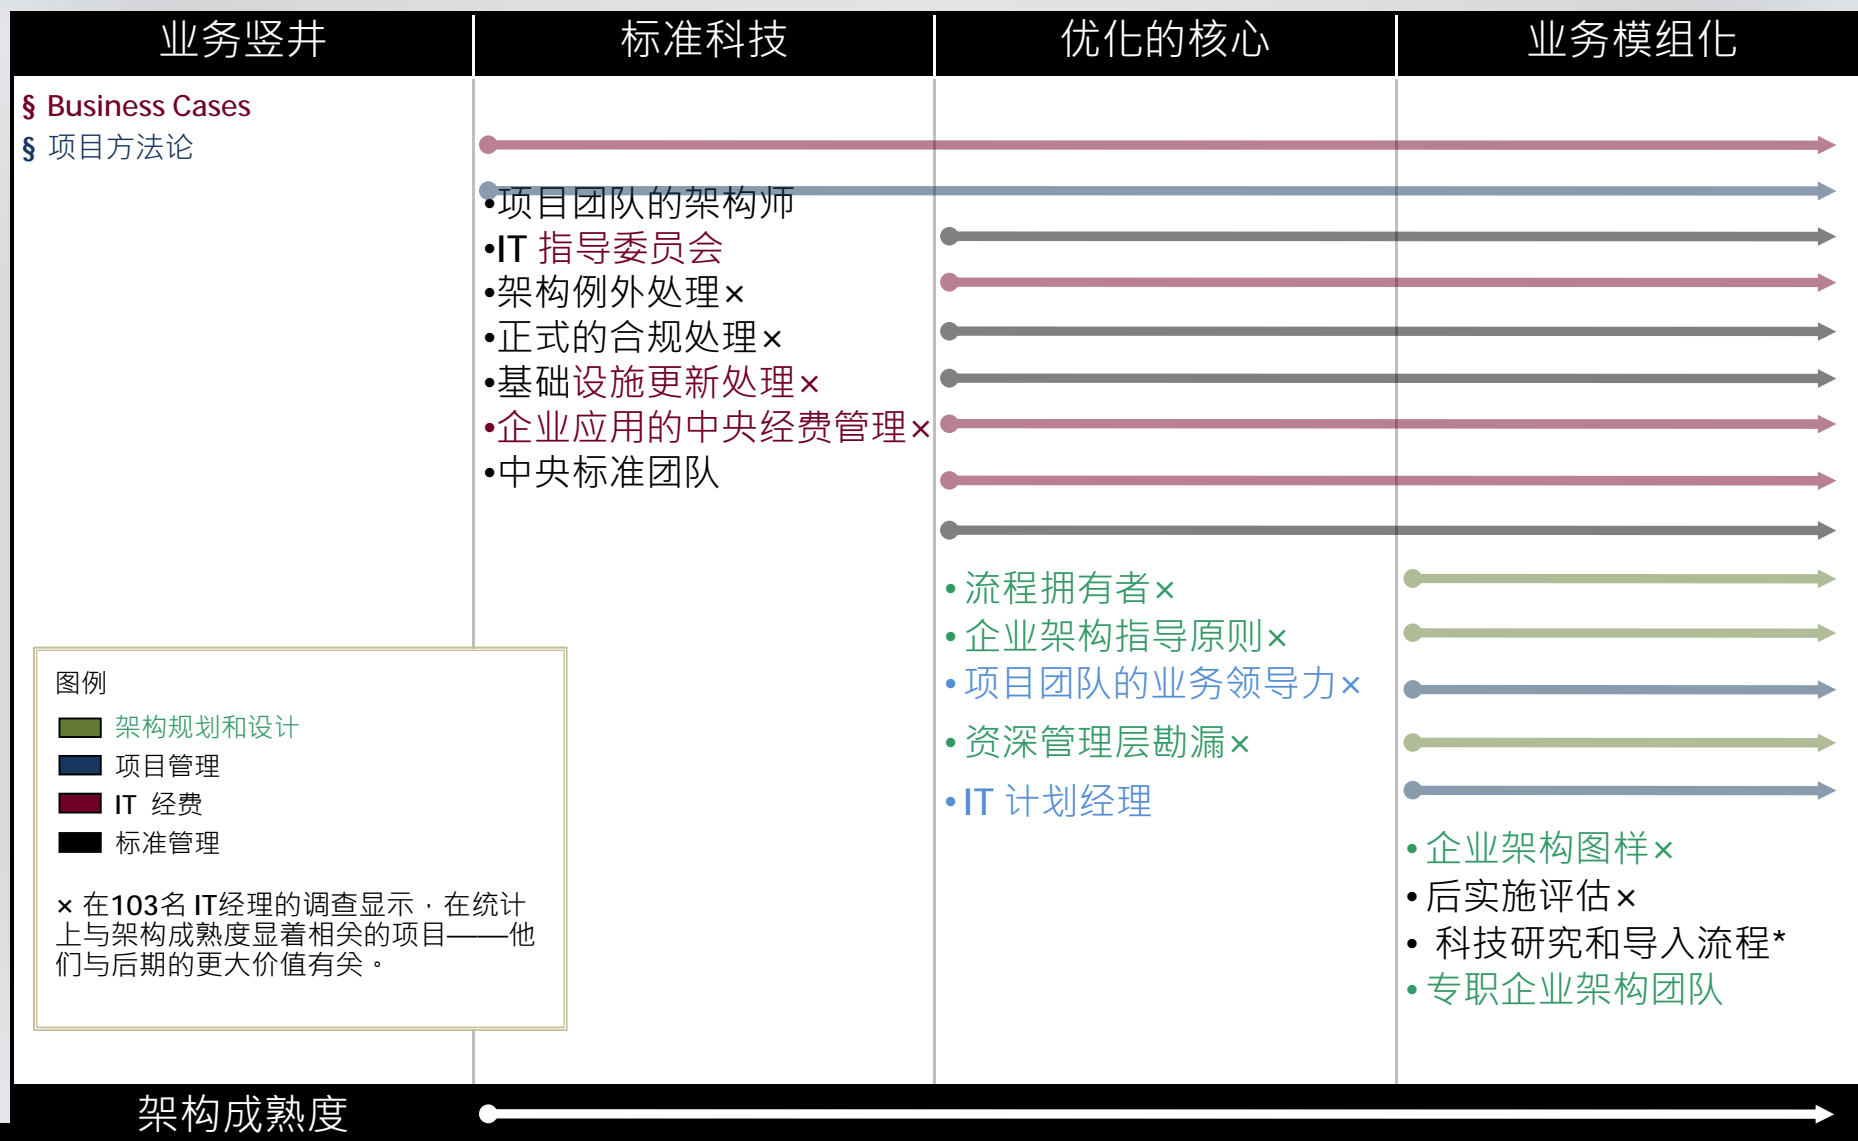 业务竖井
标准科技
优化的核心
业务模组化
§ Business Cases
§ 项目方法论
•项目团队的架构师
•IT 指导委员会
•架构例外处理×
•正式的合规处理×
•基础设施更新处理×
•企业应用的中央经费管理×
•中央标准团队
•流程拥有者×
•企业架构指导原则×
•项目团队的业务领导力×
•资深管理层勘漏×
•IT 计划经理
•企业架构图样×
•后实施评估×
• 科技研究和导入流程*
•专职企业架构团队
图例
架构规划和设计
项目管理
IT 经费
标准管理
× 在103名 IT经理的调查显示，在统计
上与架构成熟度显着相关的项目——他
们与后期的更大价值有关。
架构成熟度